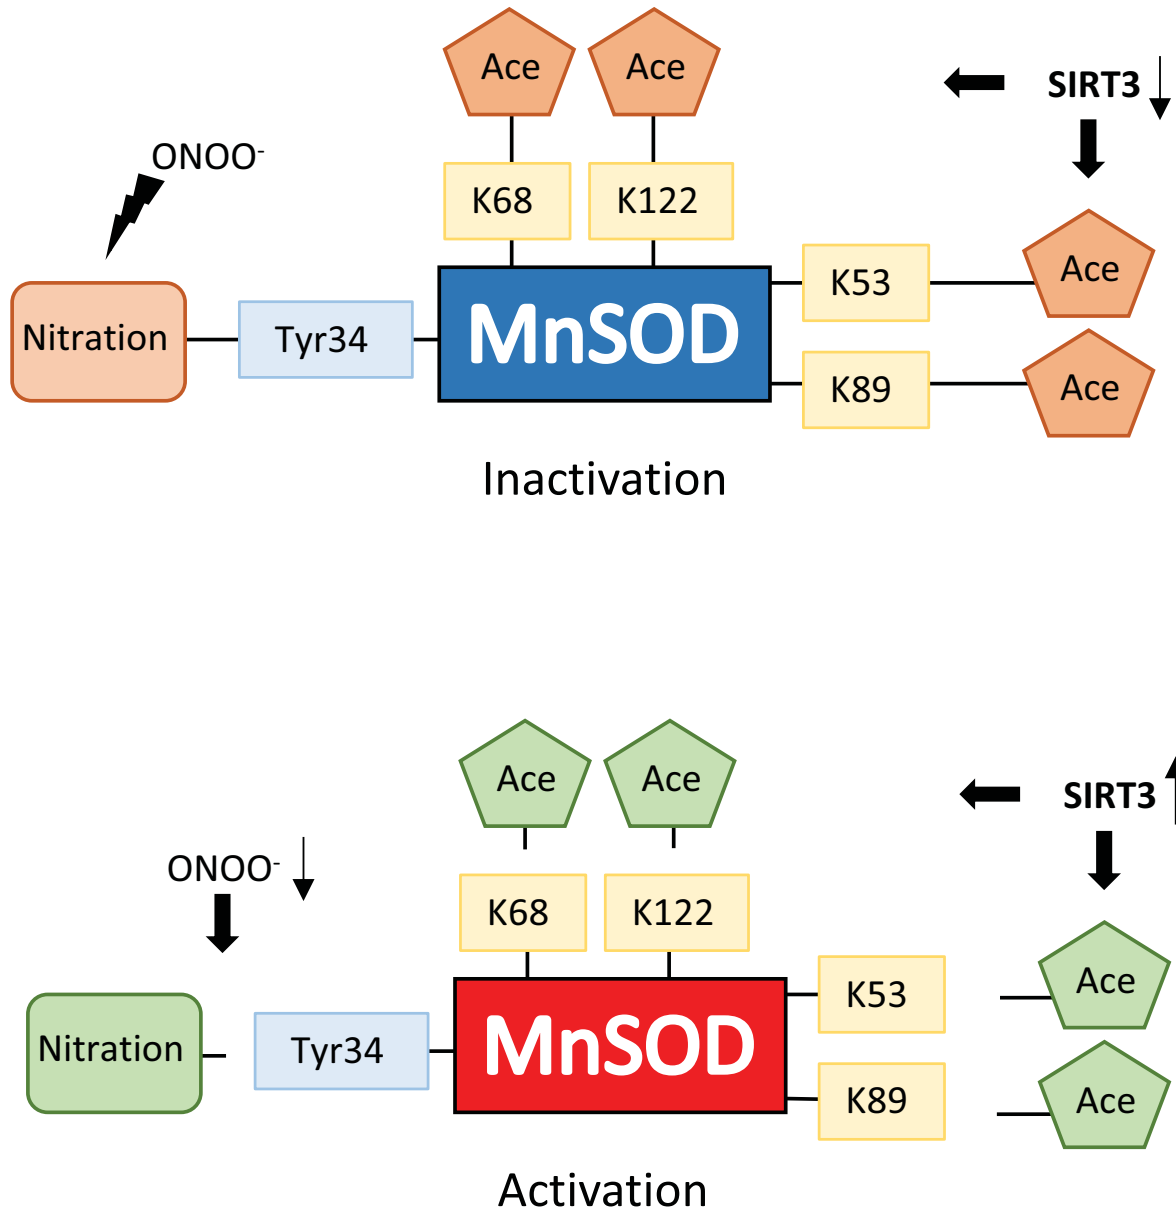 Ace
Ace
SIRT3
ONOO⁻
K68
K122
K53
Ace
Nitration
Tyr34
MnSOD
K89
Ace
Inactivation
Ace
Ace
SIRT3
ONOO⁻
K68
K122
K53
Ace
Nitration
Tyr34
MnSOD
K89
Ace
Activation